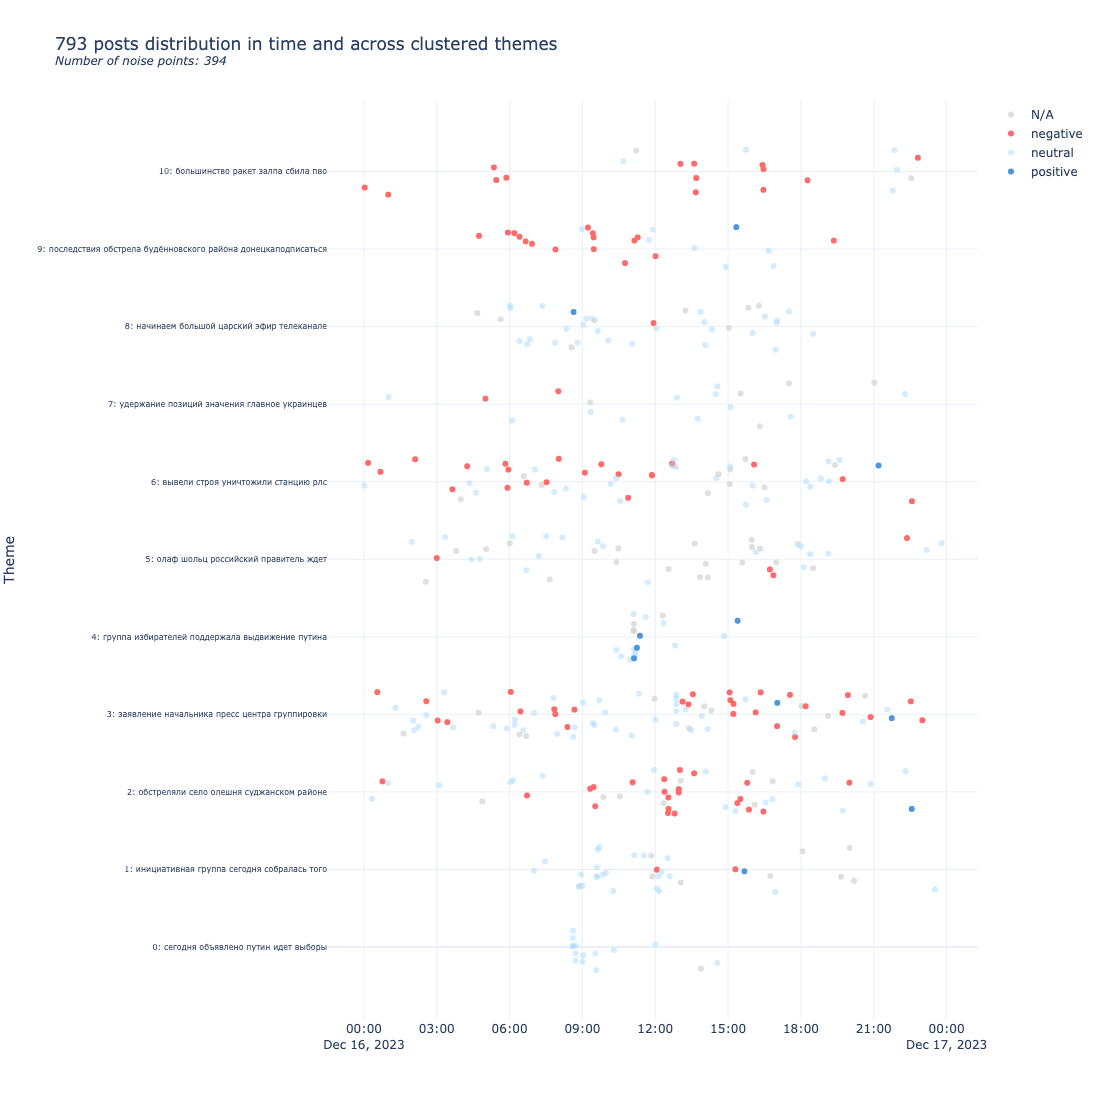 793 posts distribution in time and across clustered themes
Number of noise points: 394
N/A
negative
neutral
positive
10: большинство ракет залпа сбила пво
9: последствия обстрела будённовского района донецкаподписаться
8: начинаем большой царский эфир телеканале
7: удержание позиций значения главное украинцев
6: вывели строя уничтожили станцию рлс
5: олаф шольц российский правитель ждет
Theme
4: группа избирателей поддержала выдвижение путина
3: заявление начальника пресс центра группировки
2: обстреляли село олешня суджанском районе
1: инициативная группа сегодня собралась того
0: сегодня объявлено путин идет выборы
00:00 03:00 06:00 09:00 12:00 15:00 18:00 21:00 00:00
Dec 16, 2023 Dec 17, 2023